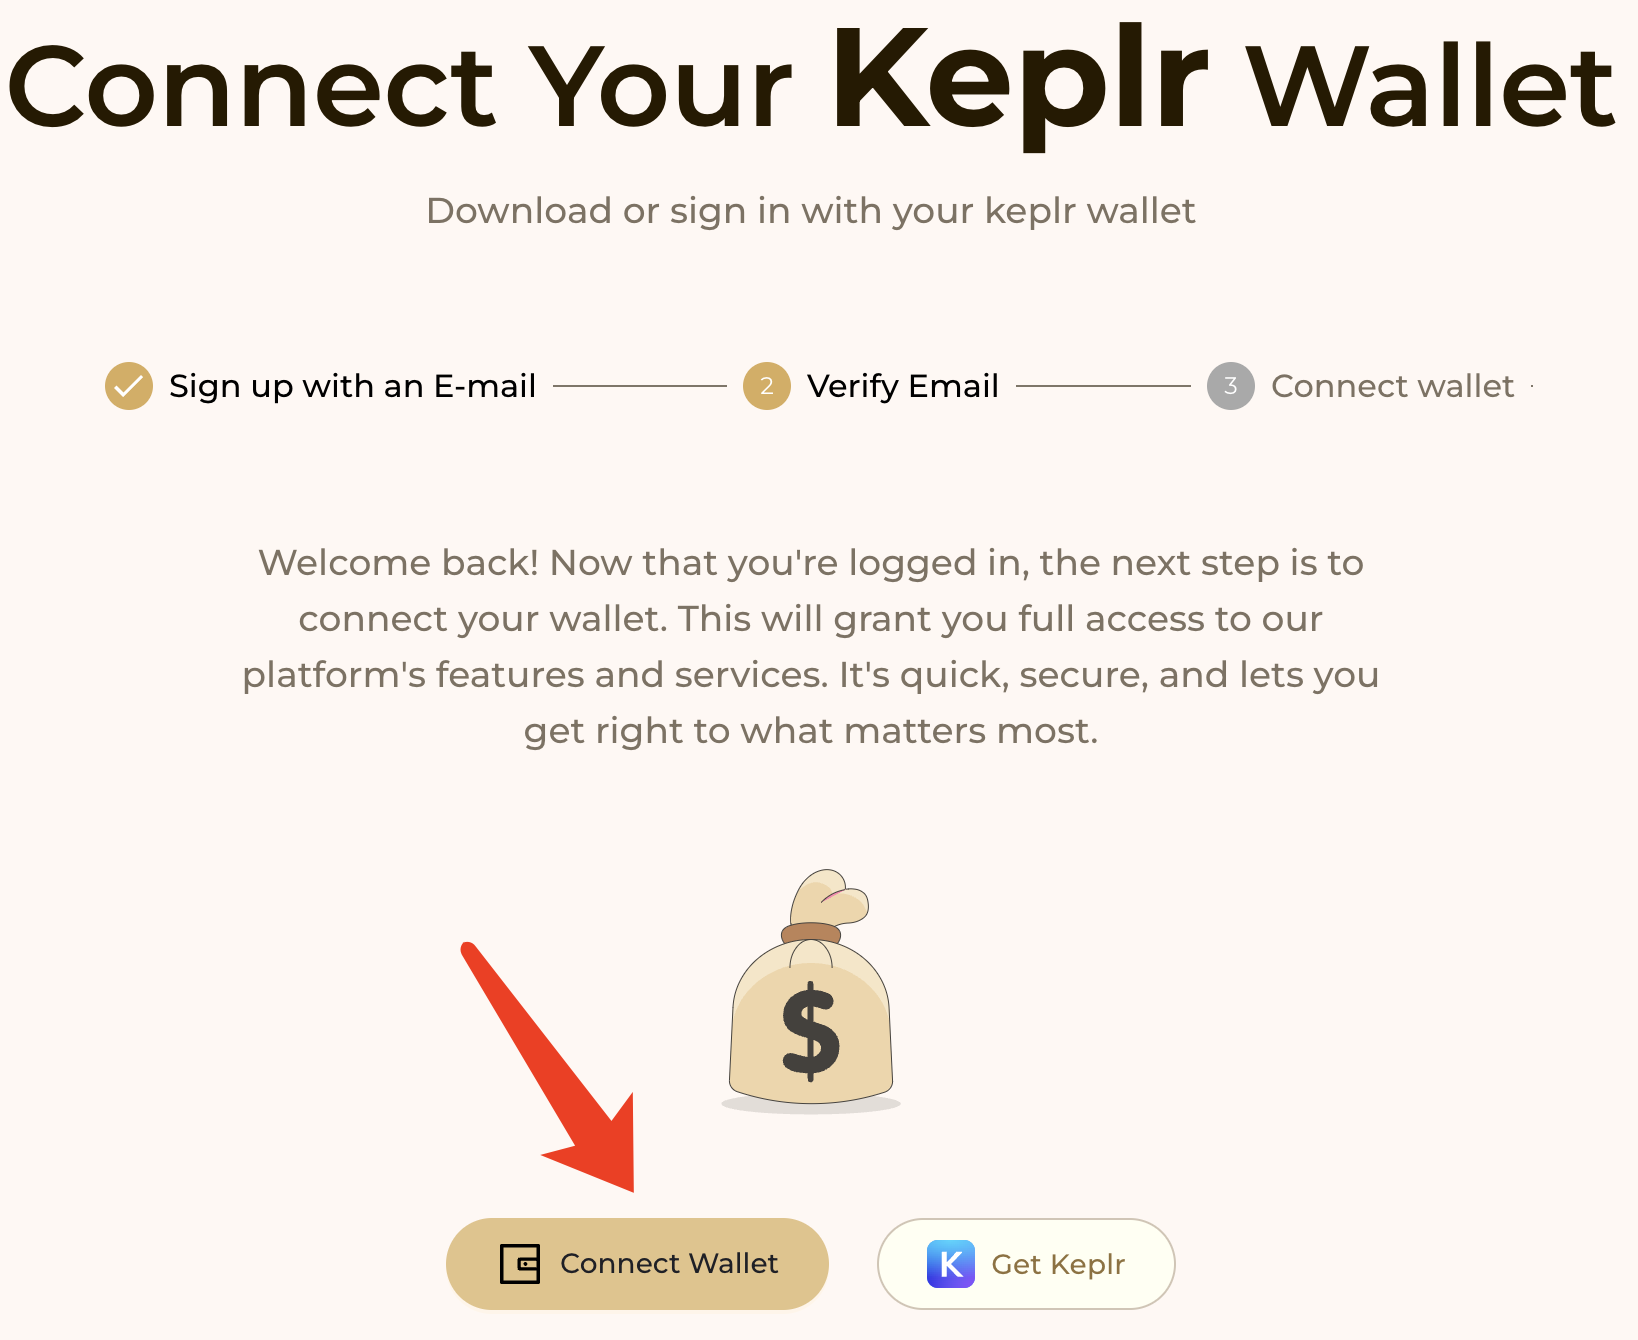 Connect Your Keplr Wallet
Download or sign in with your keplr wallet
Sign up with an E-mail 2 Verify Email 3 Connect wallet
Welcome back! Now that you're logged in, the next step is to
connect your wallet. This will grant you full access to our
platform's features and services. It's quick, secure, and lets you
get right to what matters most.
$
Connect Wallet K Get Keplr